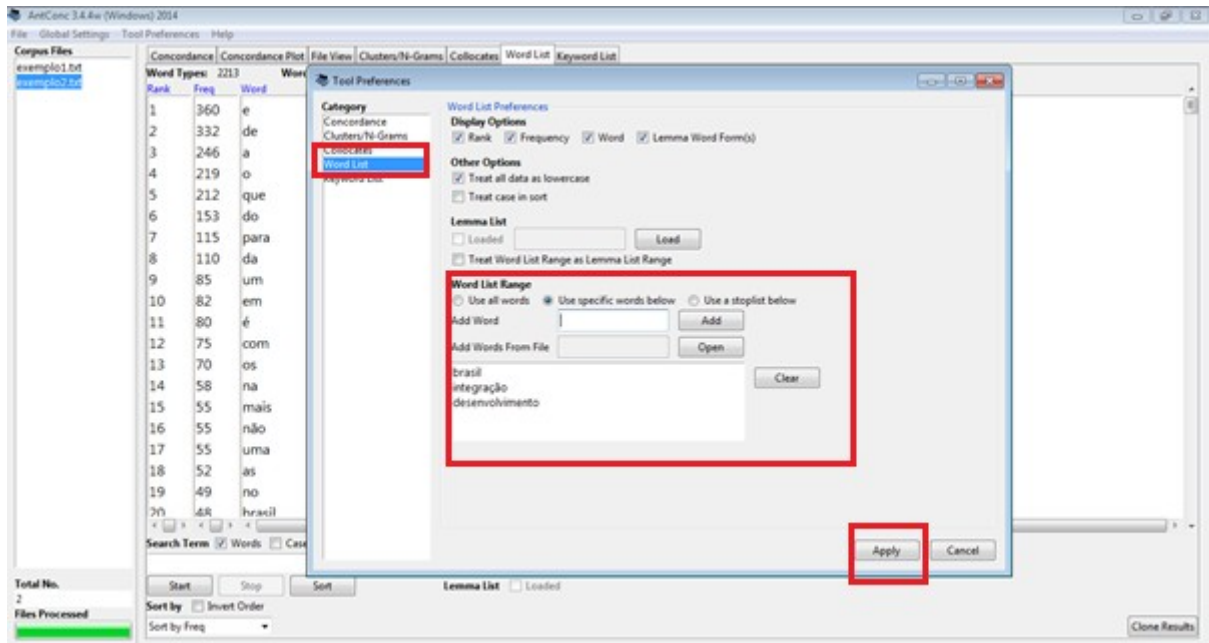 AntConc 3.4.4w (Windows) 2014
File Global Settings Tool Preferences Help
Corpus Files
exemplo1.txt
exemplo2.txt
Concordance Concordance Plot File View Clusters/N-Grams Collocates Word List Keyword List
Word Types: 2213
Rank Freq Word
1 360 e
2 332 de
3 246 a
4 219 o
5 212 que
6 153 do
7 115 para
8 110 da
9 85 um
10 82 em
11 80 é
12 75 com
13 70 os
14 58 na
15 55 mais
16 55 não
17 55 uma
18 52 as
19 49 no
20 48 brasil
Search Term Words Case
Start Stop Sort Lemma List Loaded
Sort by Invert Order
Sort by Freq
Total No.
2
Files Processed
Clone Results
Tool Preferences
Category
Concordance
Clusters/N-Grams
Collocates
Word List
Keyword List
Word List Preferences
Display Options
Rank Frequency Word Lemma Word Form(s)
Other Options
Treat all data as lowercase
Treat case in sort
Lemma List
Loaded Load
Treat Word List Range as Lemma List Range
Word List Range
Use all words Use specific words below Use a stoplist below
Add Word Add
Add Words From File Open
brasil
integração
desenvolvimento
Clear
Apply Cancel